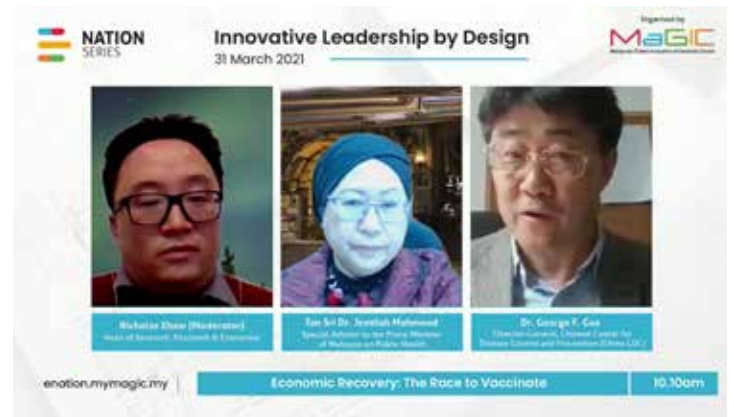 NATION
SERIES
Innovative Leadership by Design
31 March 2021
Organised by
MaGIC
Nicholas Khaw (Moderator)
Head of Research, Khazanah
Tan Sri Dr. Jemilah Mahmood
Special Advisor to the Prime Minister
of Malaysia on Public Health
Dr. George F. Gao
Director-General, Chinese Center for
Disease Control and Prevention (China CDC)
enation.mymagic.my
Economic Recovery: The Race to Vaccinate
10.10am